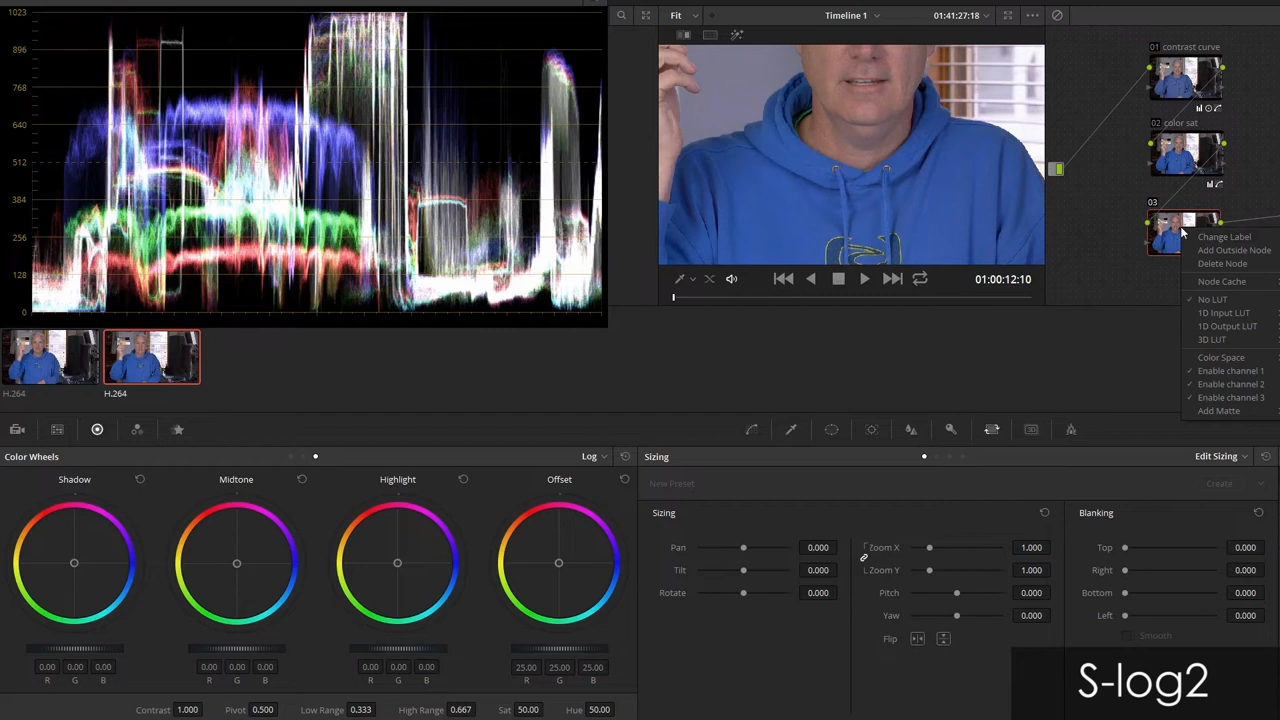 1023
896
768
640
512
384
256
128
0
Fit
Timeline 1
01:41:27:18
01 contrast curve
02 color sat
03
Change Label
Add Outside Node
Delete Node
Node Cache
No LUT
1D Input LUT
1D Output LUT
3D LUT
Color Space
Enable channel 1
Enable channel 2
Enable channel 3
Add Matte
01:00:12:10
H.264
H.264
Color Wheels
Log
Shadow
Midtone
Highlight
Offset
0.00 0.00 0.00
R G B
0.00 0.00 0.00
R G B
0.00 0.00 0.00
R G B
25.00 25.00 25.00
R G B
Contrast 1.000 Pivot 0.500 Low Range 0.333 High Range 0.667 Sat 50.00 Hue 50.00
Sizing
Edit Sizing
New Preset
Create
Sizing
Pan 0.000
Tilt 0.000
Rotate 0.000
Zoom X 1.000
Zoom Y 1.000
Pitch 0.000
Yaw 0.000
Flip
Blanking
Top 0.000
Right 0.000
Bottom 0.000
Left 0.000
Smooth
S-log2